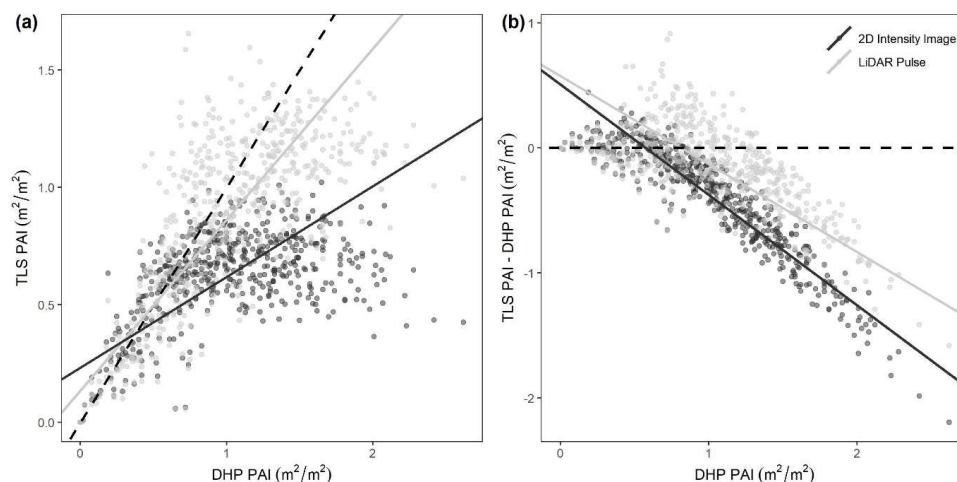 (a)
TLS PAI (m²/m²)
1.5
1.0
0.5
0.0
0
1
2
DHP PAI (m²/m²)
(b)
2D Intensity Image
LiDAR Pulse
TLS PAI - DHP PAI (m²/m²)
1
0
-1
-2
0
1
2
DHP PAI (m²/m²)